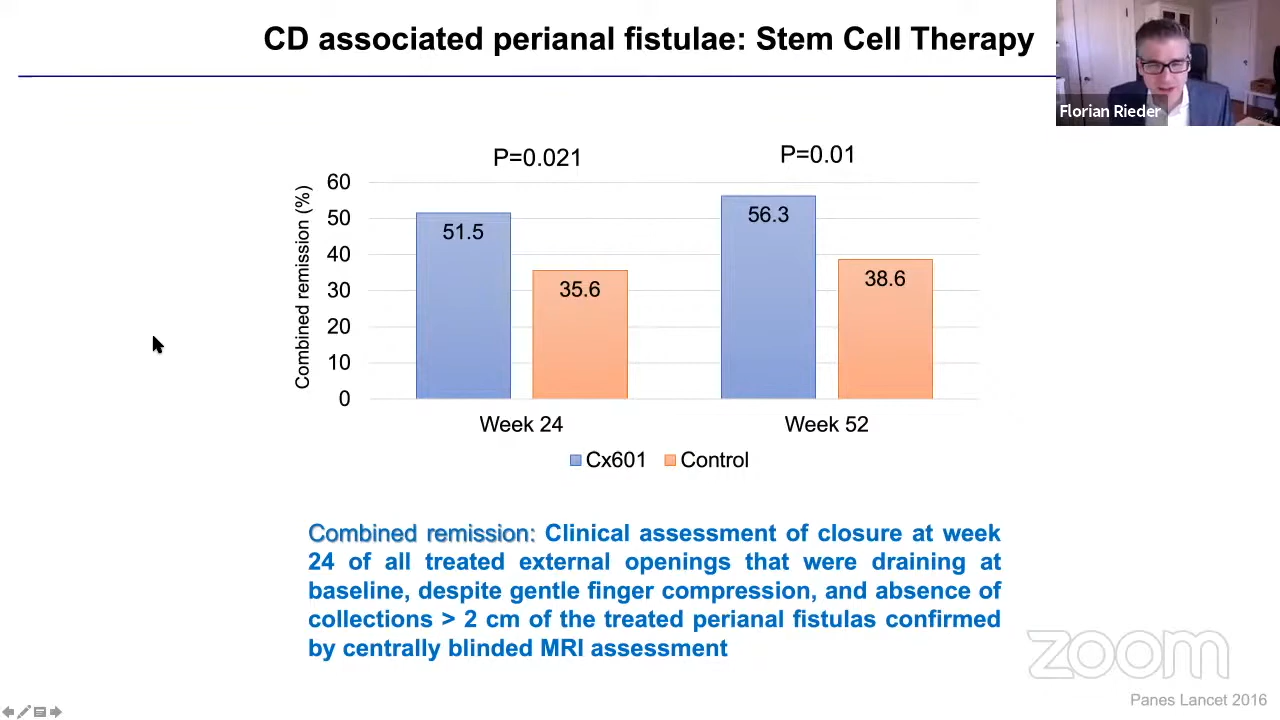 CD associated perianal fistulae: Stem Cell Therapy
Florian Rieder
P=0.021
P=0.01
Combined remission (%)
60
50
40
30
20
10
0
51.5
35.6
56.3
38.6
Week 24
Week 52
Cx601
Control
Combined remission: Clinical assessment of closure at week
24 of all treated external openings that were draining at
baseline, despite gentle finger compression, and absence of
collections > 2 cm of the treated perianal fistulas confirmed
by centrally blinded MRI assessment
zoom
Panes Lancet 2016